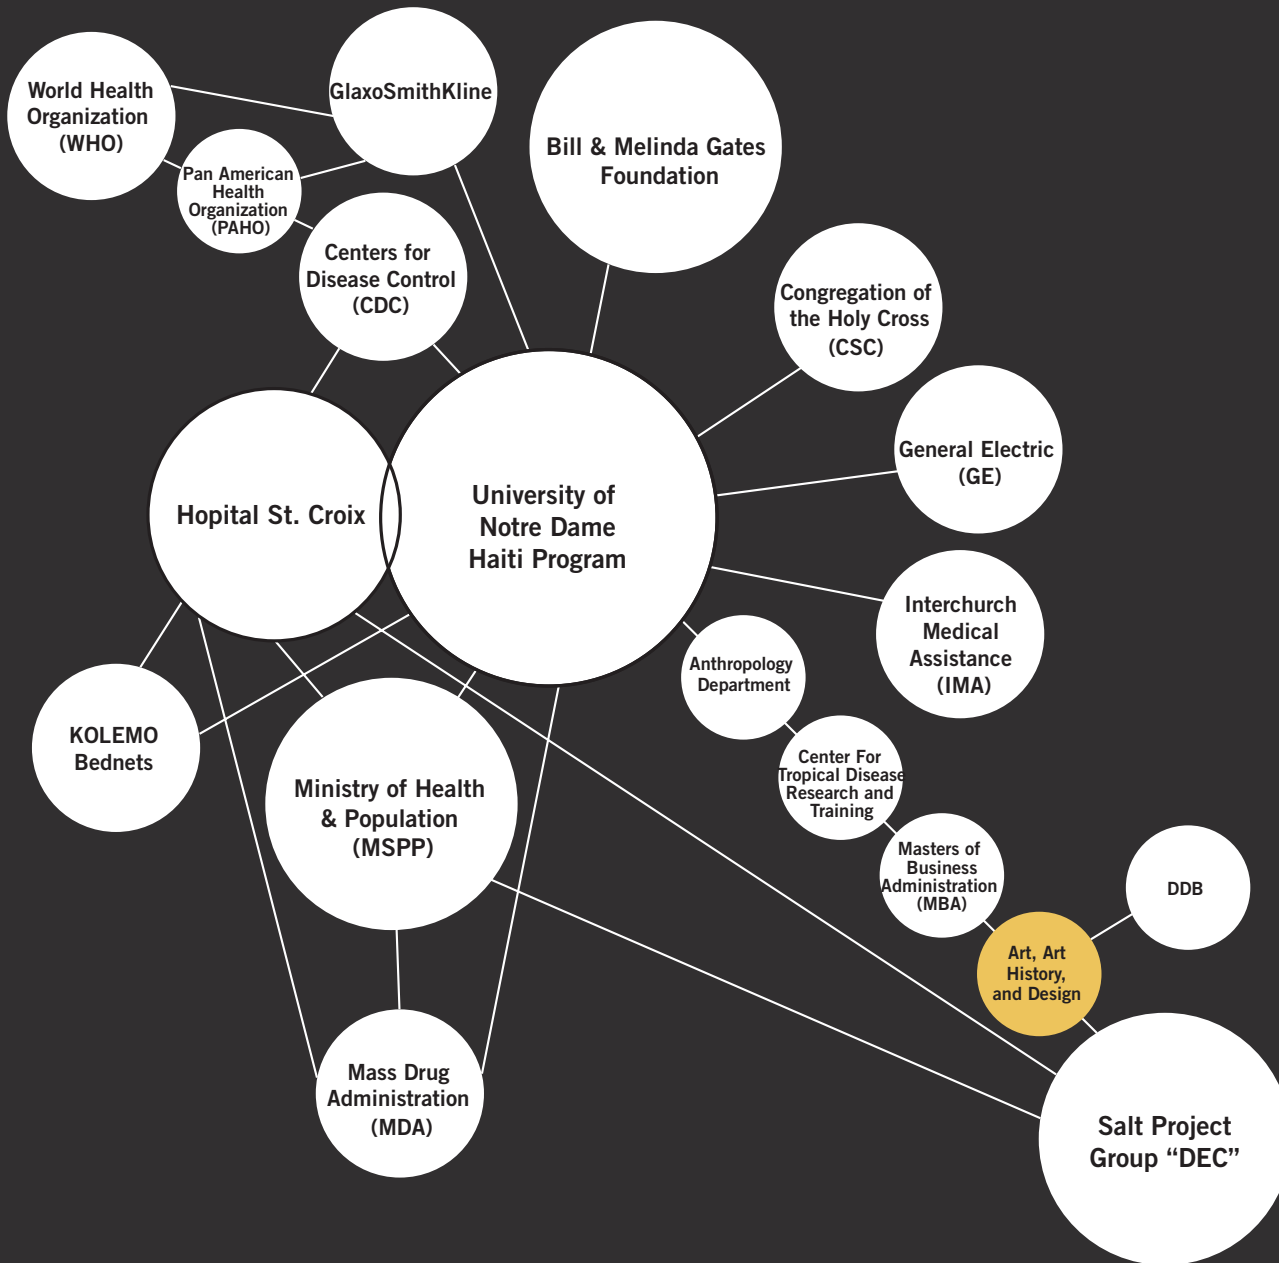 World Health
Organization
(WHO)
GlaxoSmithKline
Bill & Melinda Gates
Foundation
Pan American
Health
Organization
(PAHO)
Centers for
Disease Control
(CDC)
Congregation of
the Holy Cross
(CSC)
General Electric
(GE)
Hopital St. Croix
University of
Notre Dame
Haiti Program
Interchurch
Medical
Assistance
(IMA)
Anthropology
Department
KOLEMO
Bednets
Ministry of Health
& Population
(MSPP)
Center For
Tropical Disease
Research and
Training
Masters of
Business
Administration
(MBA)
DDB
Art, Art
History,
and Design
Mass Drug
Administration
(MDA)
Salt Project
Group “DEC”